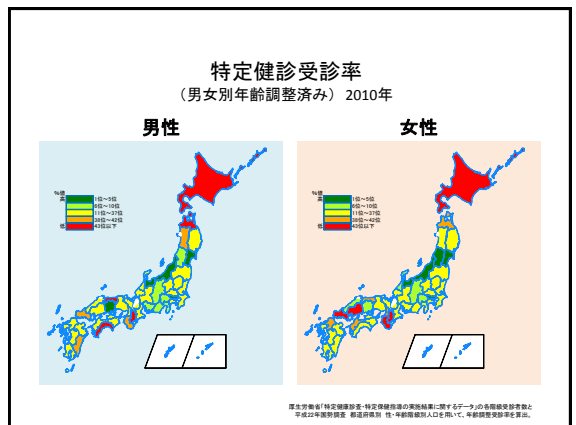 特定健診受診率
（男女別年齢調整済み） 2010年
男性
女性
％値
高
低
1位～5位
6位～10位
11位～37位
38位～42位
43位以下
％値
高
低
1位～5位
6位～10位
11位～37位
38位～42位
43位以下
厚生労働省「特定健康診査・特定保健指導の実施結果に関するデータ」の各階級受診者数と
平成22年国勢調査 都道府県別 性・年齢階級別人口を用いて、年齢調整受診率を算出。